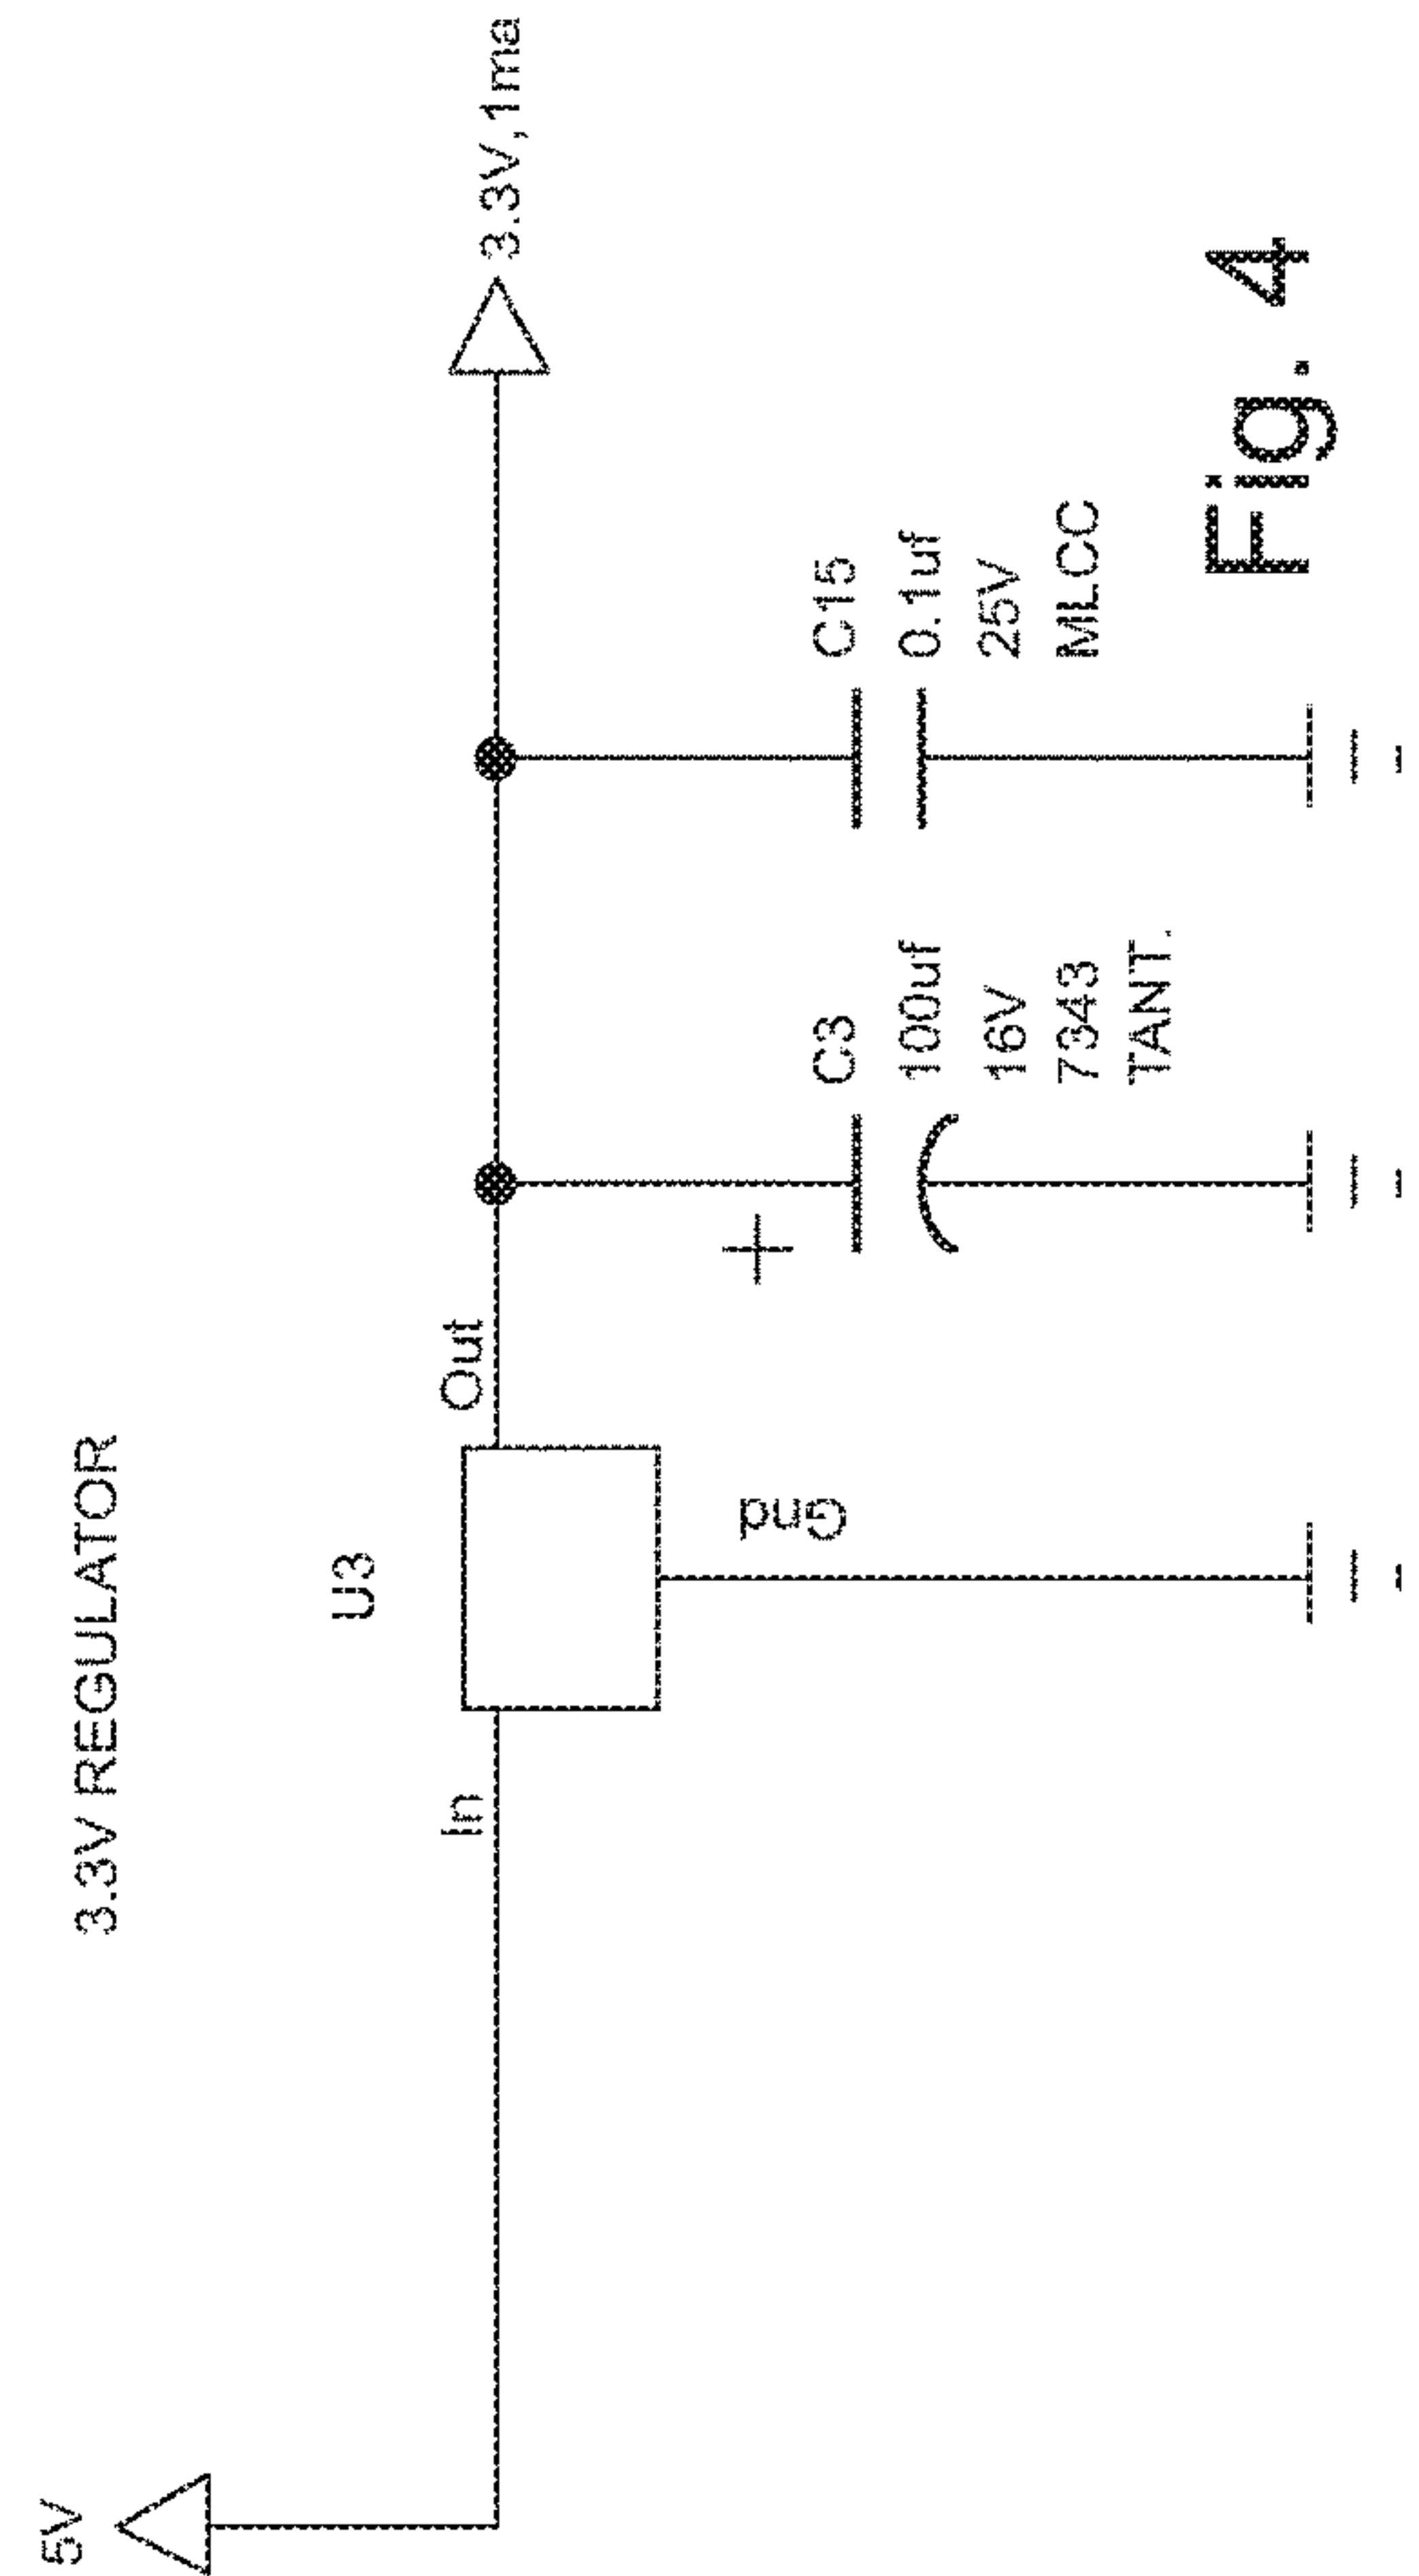 3.3V REGULATOR
5V
U3
In
Out
Gnd
3.3V,1ma
+
C3
100uf
16V
7343
TANT.
C15
0.1uf
25V
MLCC
Fig. 4